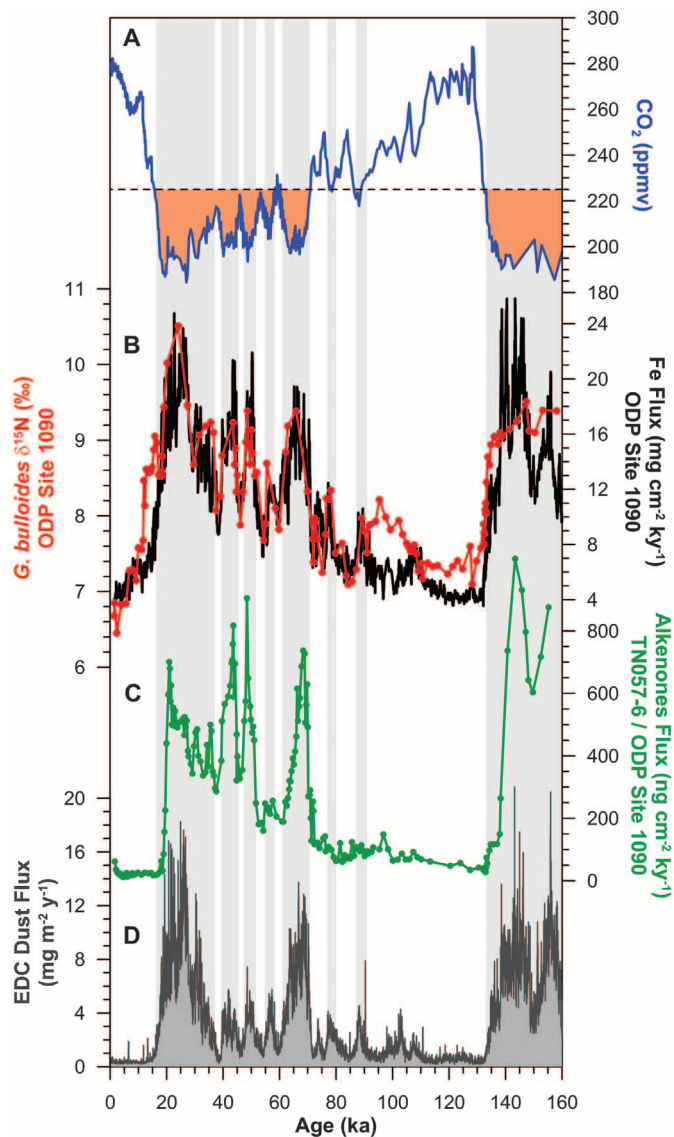 A
300
280
260
240
220
200
180
CO2 (ppmv)
B
11
10
9
8
7
6
G. bulloides δ15N (‰)
ODP Site 1090
24
20
16
12
8
4
Fe Flux (mg cm-2 ky-1)
ODP Site 1090
C
800
600
400
200
0
Alkenones Flux (ng cm-2 ky-1)
TN057-6 / ODP Site 1090
D
20
16
12
8
4
0
EDC Dust Flux
(mg m-2 y-1)
0 20 40 60 80 100 120 140 160
Age (ka)